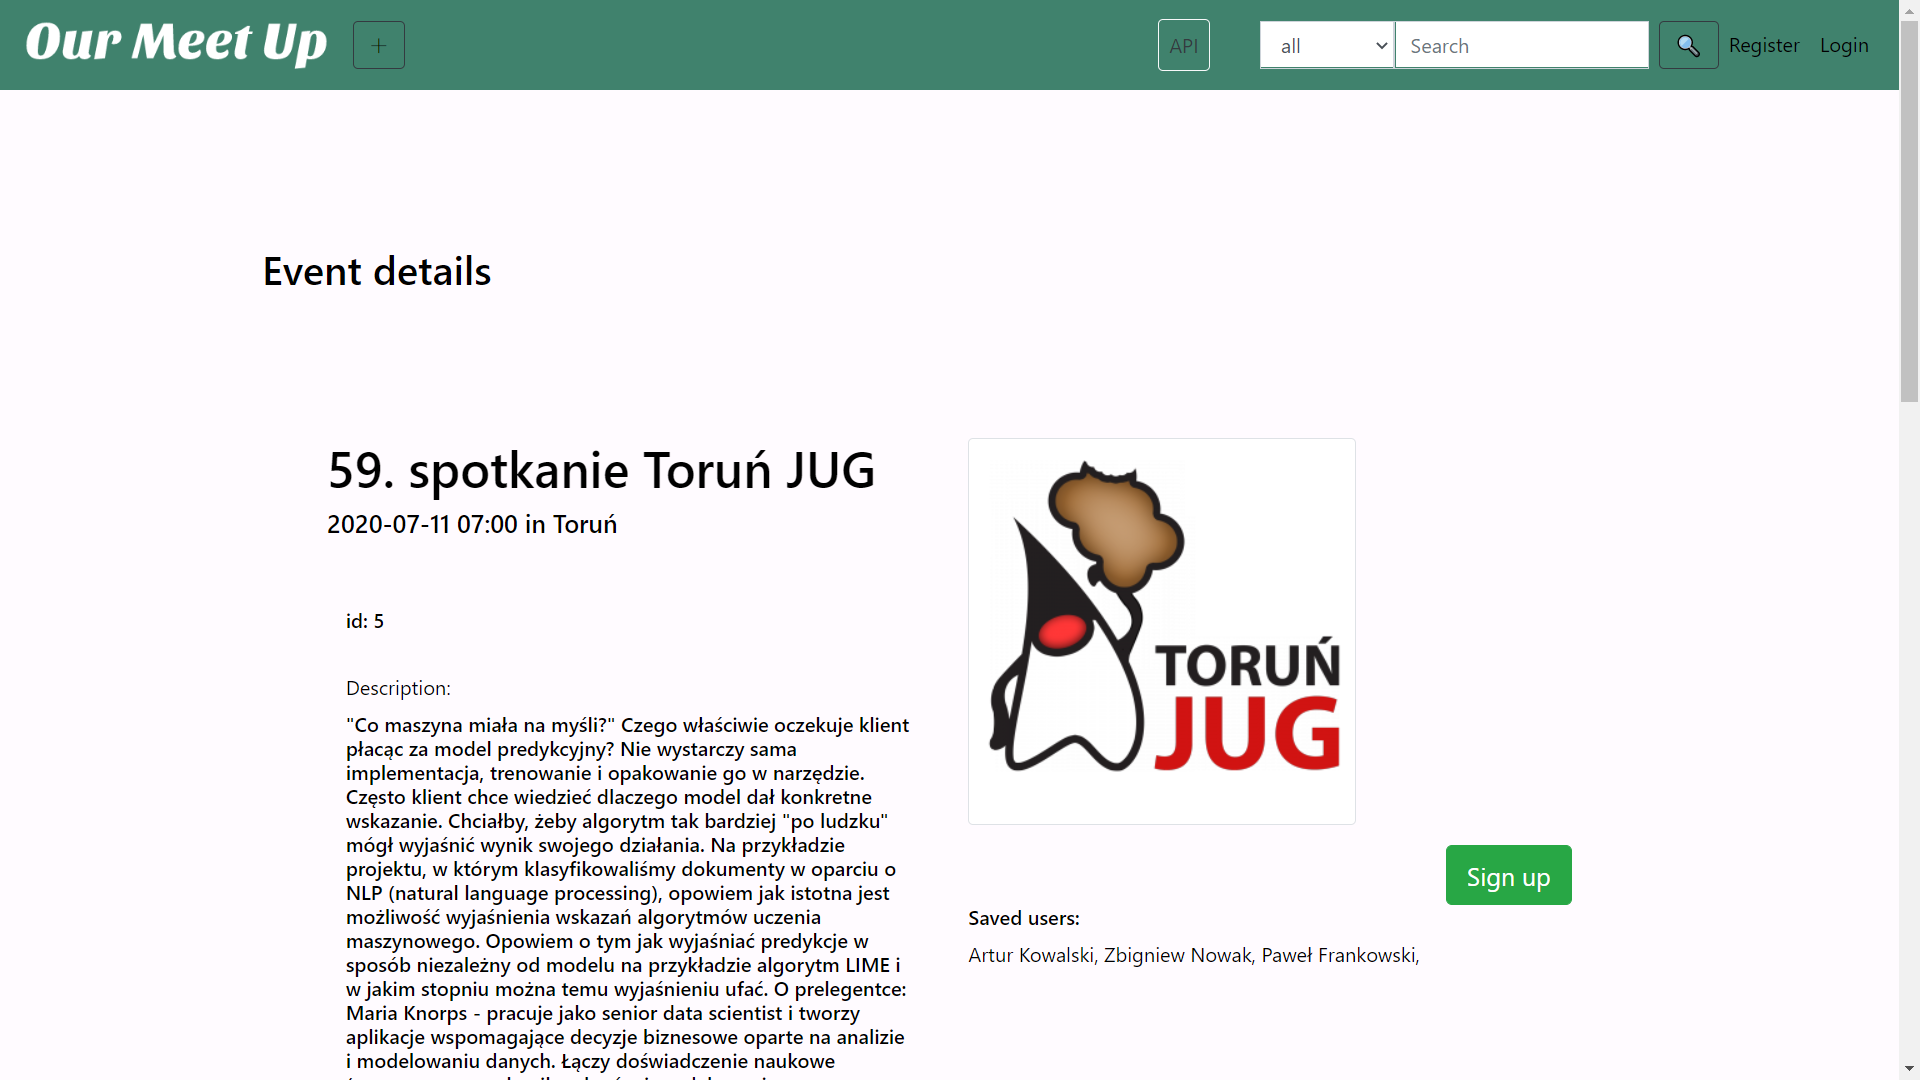 Our Meet Up
+
API
all
Search
Register
Login
Event details
59. spotkanie Toruń JUG
2020-07-11 07:00 in Toruń
id: 5
Description:
"Co maszyna miała na myśli?" Czego właściwie oczekuje klient
płacąc za model predykcyjny? Nie wystarczy sama
implementacja, trenowanie i opakowanie go w narzędzie.
Często klient chce wiedzieć dlaczego model dał konkretne
wskazanie. Chciałby, żeby algorytm tak bardziej "po ludzku"
mógł wyjaśnić wynik swojego działania. Na przykładzie
projektu, w którym klasyfikowaliśmy dokumenty w oparciu o
NLP (natural language processing), opowiem jak istotna jest
możliwość wyjaśnienia wskazań algorytmów uczenia
maszynowego. Opowiem o tym jak wyjaśniać predykcje w
sposób niezależny od modelu na przykładzie algorytm LIME i
w jakim stopniu można temu wyjaśnieniu ufać. O prelegentce:
Maria Knorps - pracuje jako senior data scientist i tworzy
aplikacje wspomagające decyzje biznesowe oparte na analizie
i modelowaniu danych. Łączy doświadczenie naukowe
TORUŃ
JUG
Sign up
Saved users:
Artur Kowalski, Zbigniew Nowak, Paweł Frankowski,